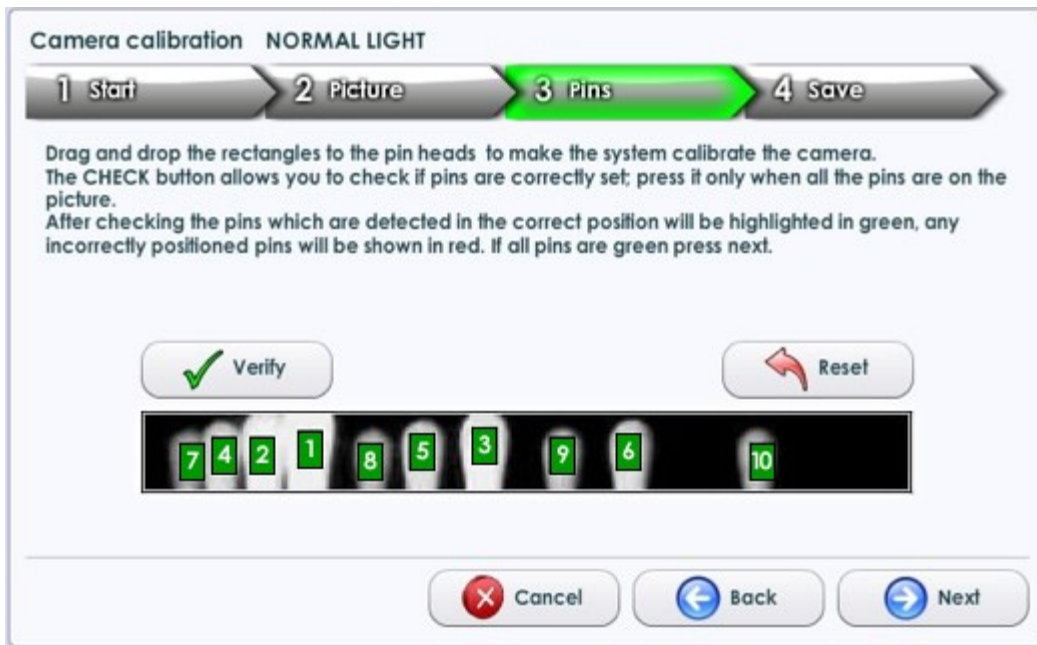 Camera calibration NORMAL LIGHT
1 Start
2 Picture
3 Pins
4 Save
Drag and drop the rectangles to the pin heads to make the system calibrate the camera.
The CHECK button allows you to check if pins are correctly set; press it only when all the pins are on the
picture.
After checking the pins which are detected in the correct position will be highlighted in green, any
incorrectly positioned pins will be shown in red. If all pins are green press next.
Verify
Reset
7 4 2 1 8 5 3 9 6 10
Cancel
Back
Next